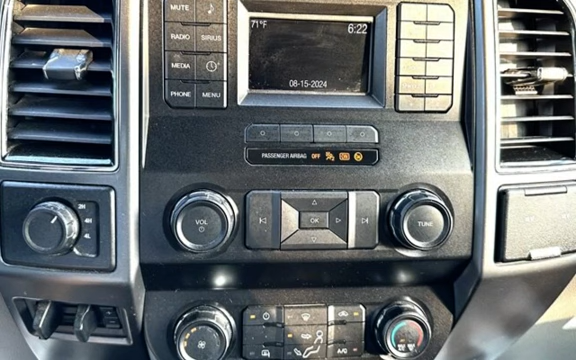 MUTE
71°F 6:22
RADIO SIRIUS
MEDIA
08-15-2024
PHONE MENU
PASSENGER AIRBAG OFF ON
2H
4H
4L
VOL
OK
TUNE
A/C